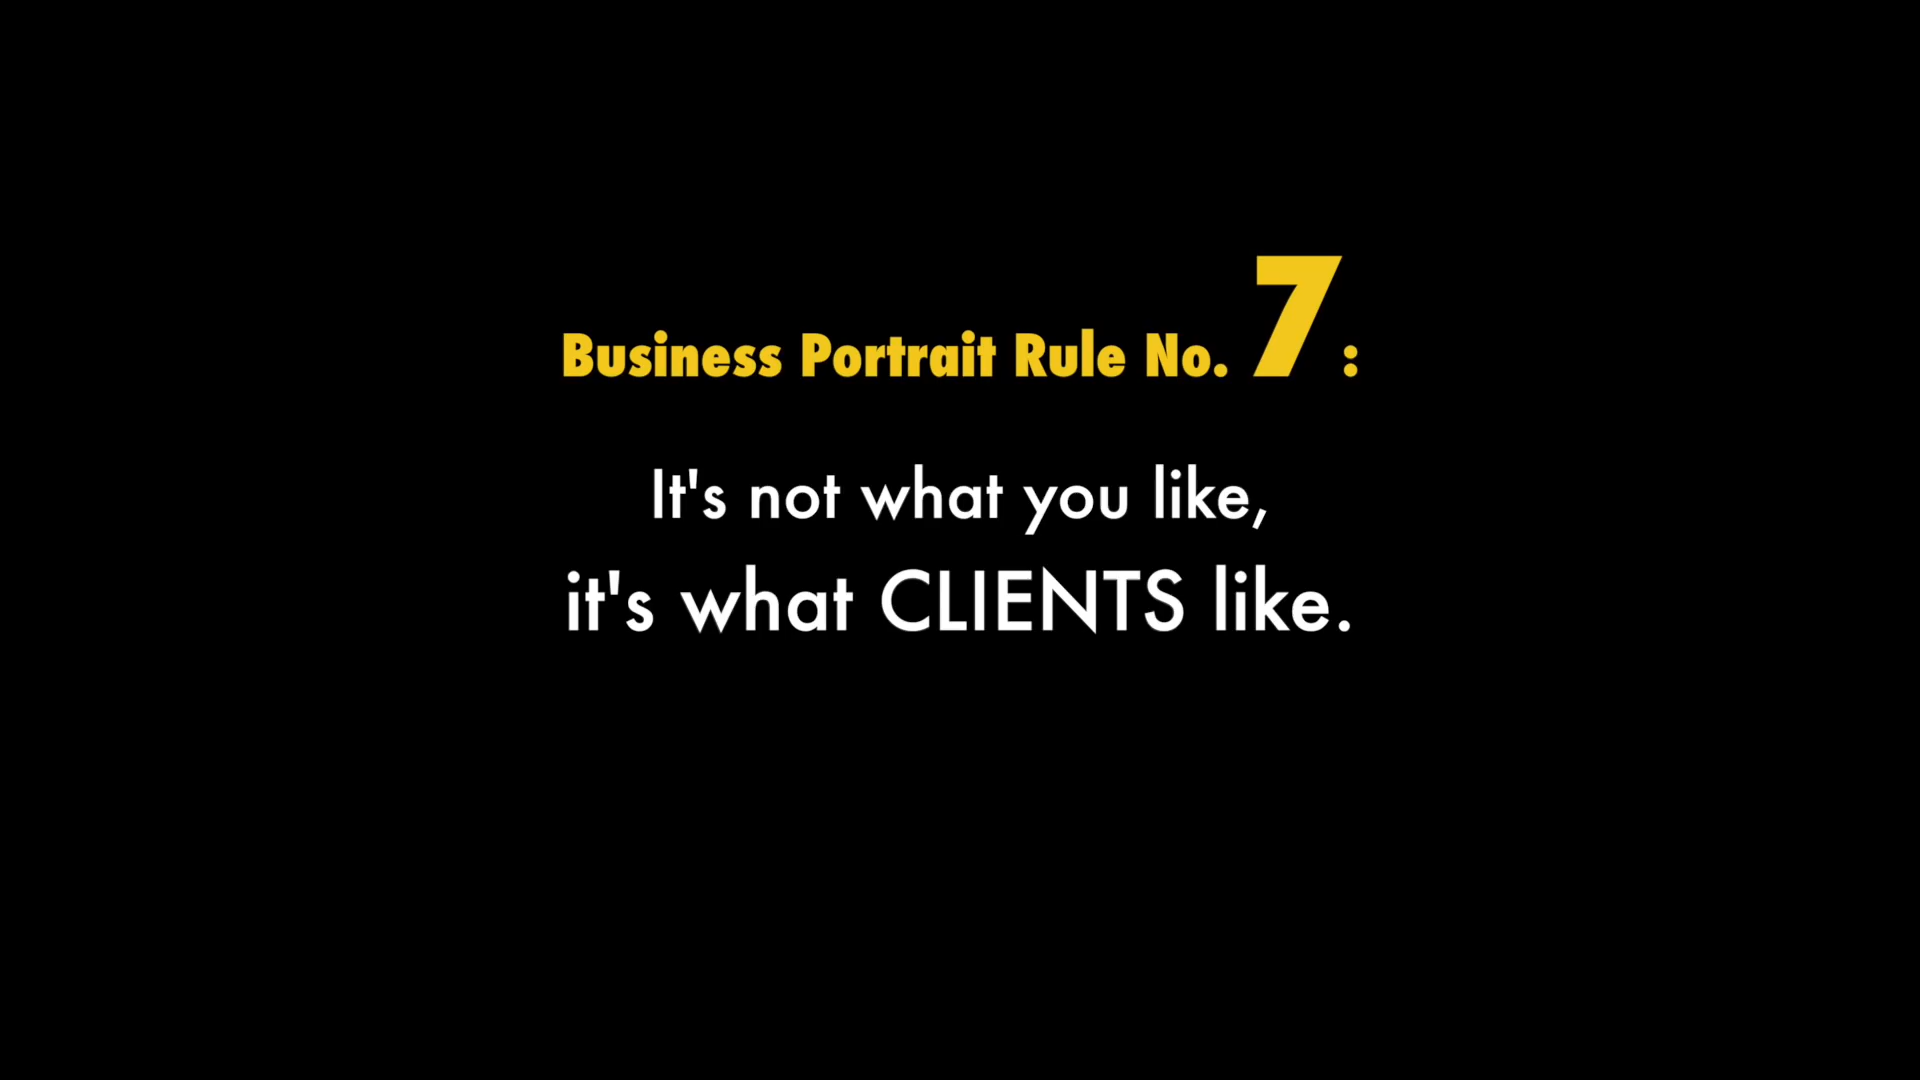 Business Portrait Rule No. 7:
It's not what you like,
it's what CLIENTS like.